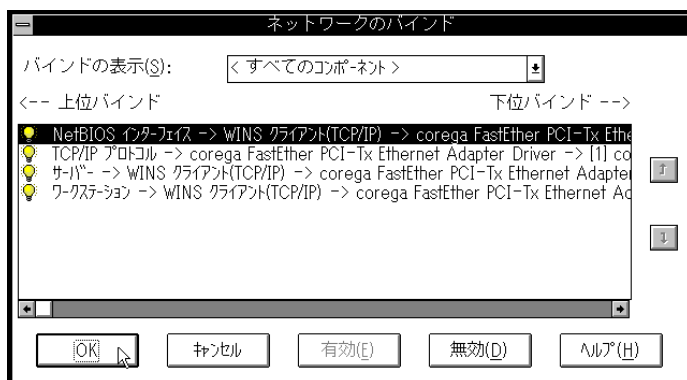 ネットワークのバインド
バインドの表示(S): <すべてのｺﾝﾎﾟｰﾈﾝﾄ>
<-- 上位バインド 下位バインド -->
NetBIOS ｲﾝﾀｰﾌｪｲｽ -> WINS ｸﾗｲｱﾝﾄ(TCP/IP) -> corega FastEther PCI-Tx Ethe
TCP/IP ﾌﾟﾛﾄｺﾙ -> corega FastEther PCI-Tx Ethernet Adapter Driver -> [1] co
ｻｰﾊﾞｰ -> WINS ｸﾗｲｱﾝﾄ(TCP/IP) -> corega FastEther PCI-Tx Ethernet Adapter
ﾜｰｸｽﾃｰｼｮﾝ -> WINS ｸﾗｲｱﾝﾄ(TCP/IP) -> corega FastEther PCI-Tx Ethernet Ad
OK ｷｬﾝｾﾙ 有効(E) 無効(D) ﾍﾙﾌﾟ(H)